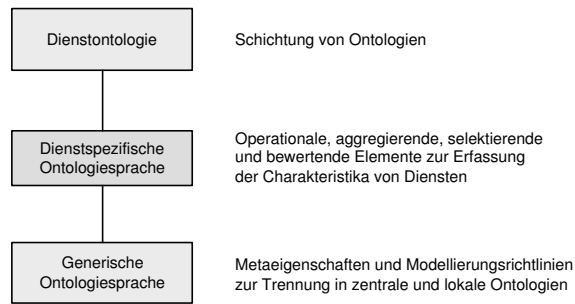 Dienstontologie
Schichtung von Ontologien
Dienstspezifische
Ontologiesprache
Operationale, aggregierende, selektierende
und bewertende Elemente zur Erfassung
der Charakteristika von Diensten
Generische
Ontologiesprache
Metaeigenschaften und Modellierungsrichtlinien
zur Trennung in zentrale und lokale Ontologien